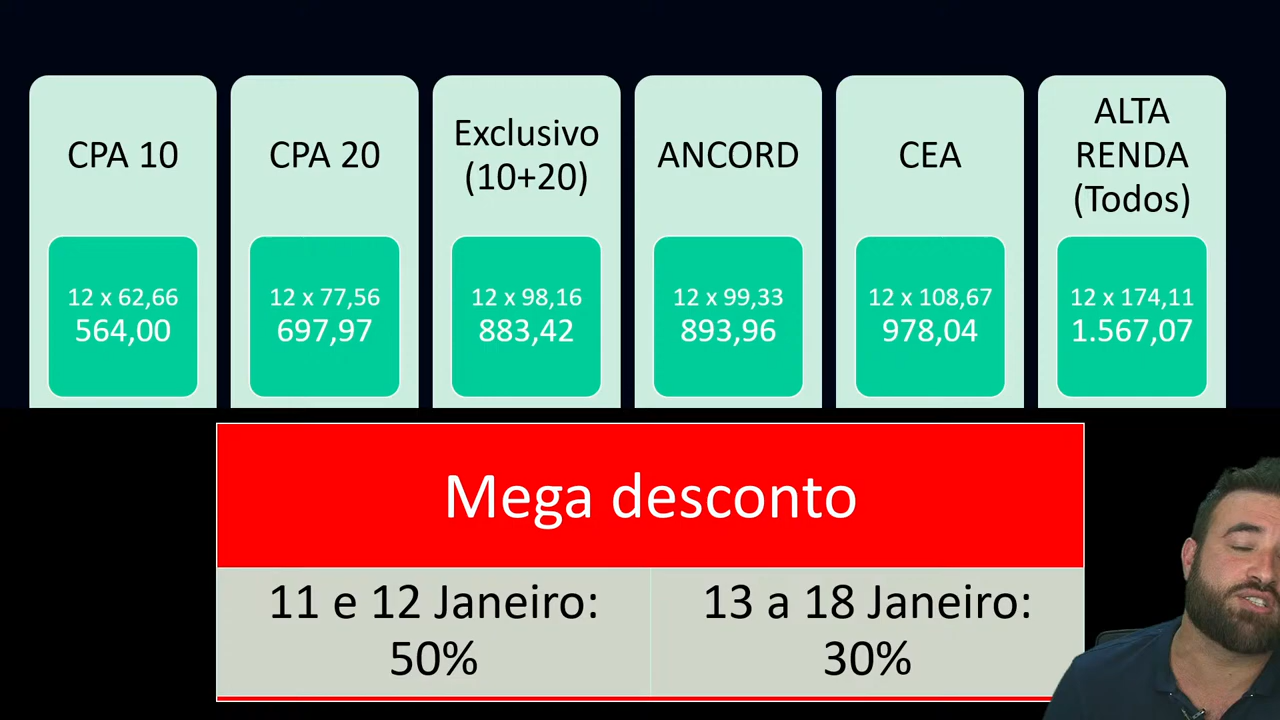 CPA 10
12 x 62,66
564,00
CPA 20
12 x 77,56
697,97
Exclusivo
(10+20)
12 x 98,16
883,42
ANCORD
12 x 99,33
893,96
CEA
12 x 108,67
978,04
ALTA
RENDA
(Todos)
12 x 174,11
1.567,07
Mega desconto
11 e 12 Janeiro:
50%
13 a 18 Janeiro:
30%